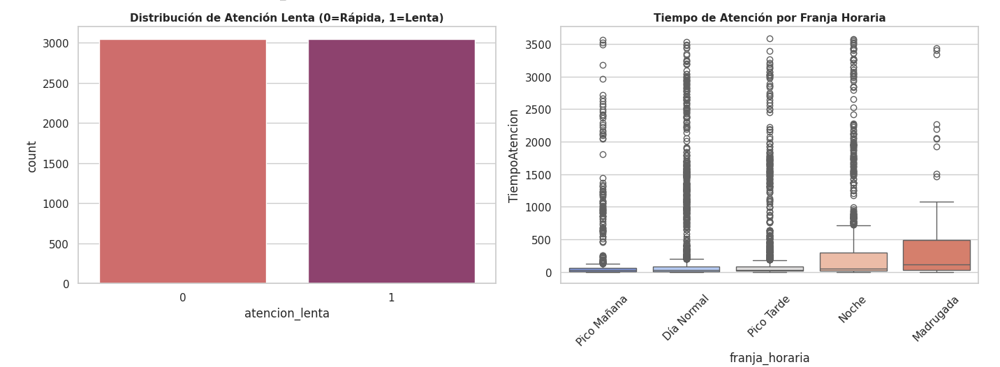 Distribución de Atención Lenta (0=Rápida, 1=Lenta)
3000
2500
2000
1500
1000
500
0
count
0 1
atencion_lenta
Tiempo de Atención por Franja Horaria
3500
3000
2500
2000
1500
1000
500
0
TiempoAtencion
Pico Mañana
Día Normal
Pico Tarde
Noche
Madrugada
franja_horaria